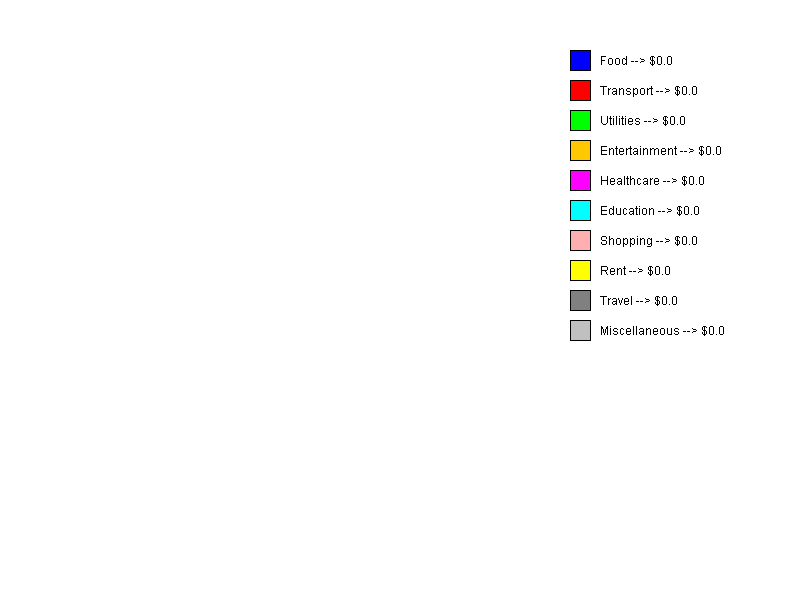 Food --> $0.0
Transport --> $0.0
Utilities --> $0.0
Entertainment --> $0.0
Healthcare --> $0.0
Education --> $0.0
Shopping --> $0.0
Rent --> $0.0
Travel --> $0.0
Miscellaneous --> $0.0